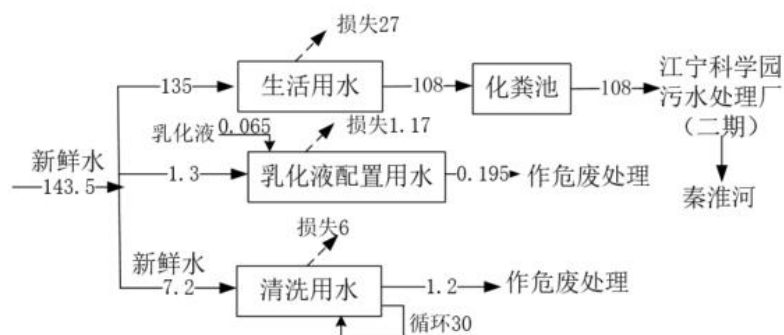 损失27
135
生活用水
108
化粪池
108
江宁科学园
污水处理厂
（二期）
乳化液
0.065
损失1.17
新鲜水
143.5
1.3
乳化液配置用水
0.195
作危废处理
秦淮河
损失6
新鲜水
7.2
清洗用水
1.2
作危废处理
循环30